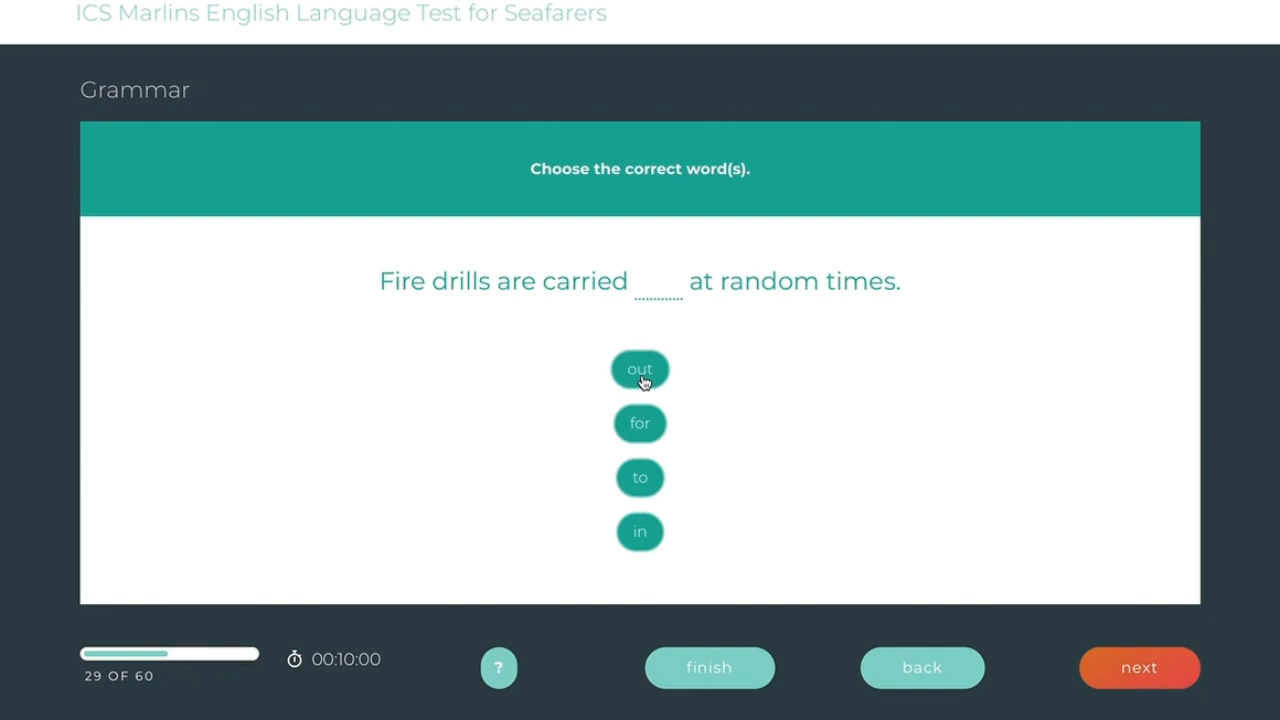 ICS Marlins English Language Test for Seafarers
Grammar
Choose the correct word(s).
Fire drills are carried ............. at random times.
out
for
to
in
29 OF 60
00:10:00
?
finish
back
next